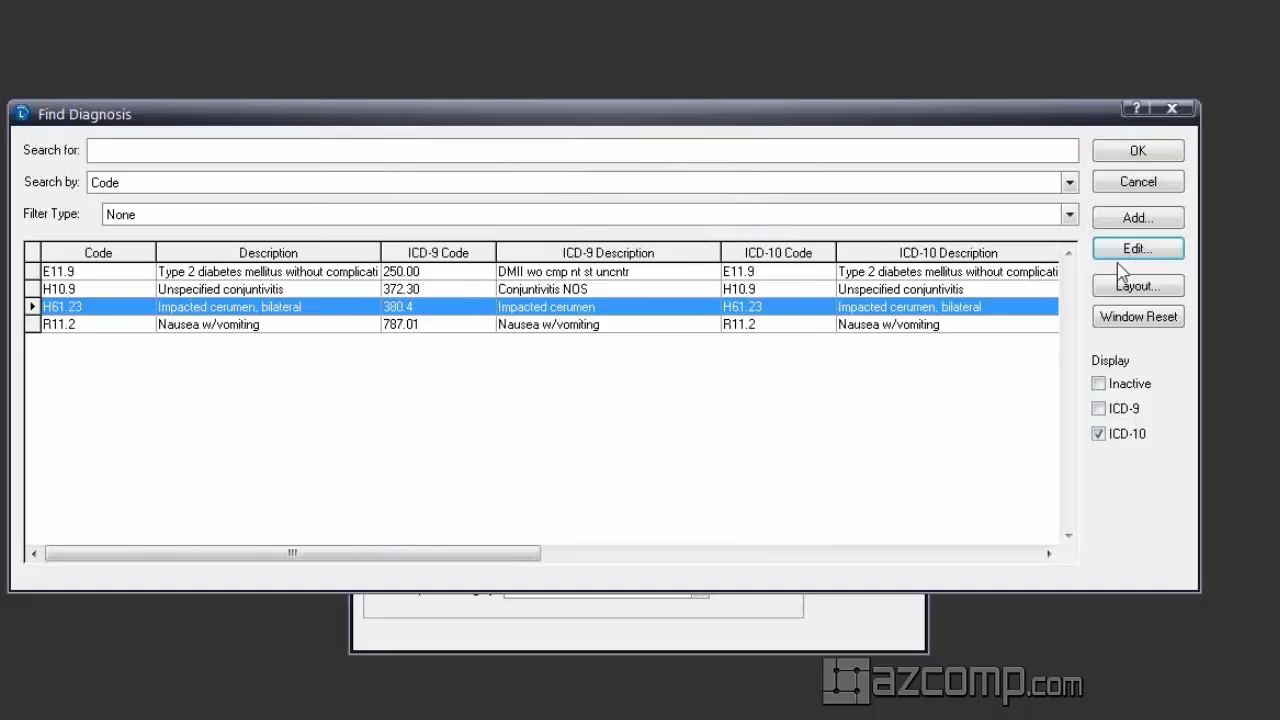 Find Diagnosis
?
Search for:
OK
Search by: Code
Cancel
Filter Type: None
Add...
Edit...
Layout...
Window Reset
Code Description ICD-9 Code ICD-9 Description ICD-10 Code ICD-10 Description
E11.9 Type 2 diabetes mellitus without complicati 250.00 DMII wo cmp nt st uncntr E11.9 Type 2 diabetes mellitus without complicati
H10.9 Unspecified conjuntivitis 372.30 Conjuntivitis NOS H10.9 Unspecified conjuntivitis
H61.23 Impacted cerumen, bilateral 380.4 Impacted cerumen H61.23 Impacted cerumen, bilateral
R11.2 Nausea w/vomiting 787.01 Nausea w/vomiting R11.2 Nausea w/vomiting
Display
Inactive
ICD-9
ICD-10
azcomp.com